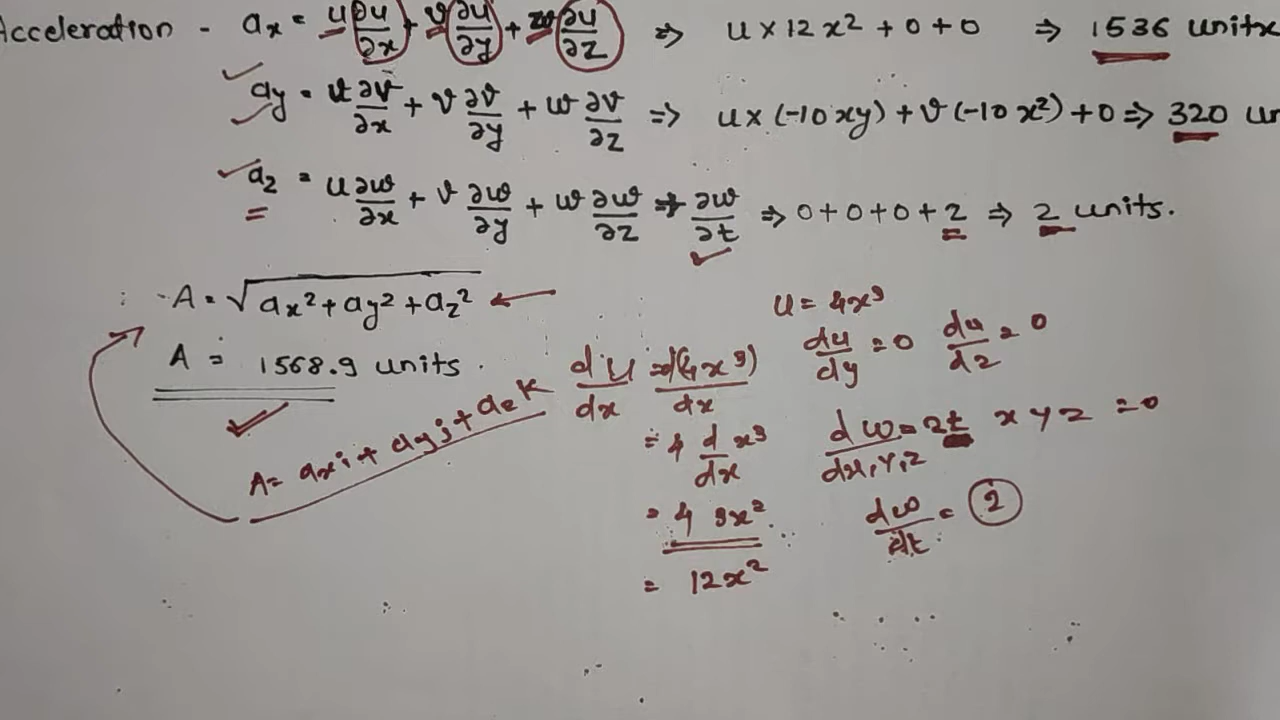 Acceleration - ax = u ∂u/∂x + v ∂u/∂y + w ∂u/∂z ⇒ u x 12x² + 0 + 0 ⇒ 1536 units
ay = u ∂v/∂x + v ∂v/∂y + w ∂v/∂z ⇒ u x (-10xy) + v (-10x²) + 0 ⇒ 320 un
az = u ∂w/∂x + v ∂w/∂y + w ∂w/∂z + ∂w/∂t ⇒ 0+0+0+2 ⇒ 2 units.
∴ A = √ax² + ay² + az²
A = 1568.9 units.
A = axi + ayj + azk
d/dx u = d(4x³)/dx
= 4 d/dx x³
= 4 3x²
= 12x²
u = 4x³
du/dy = 0 du/dz = 0
dw/dx,y,z = 2t x y z = 0
dw/dt = 2